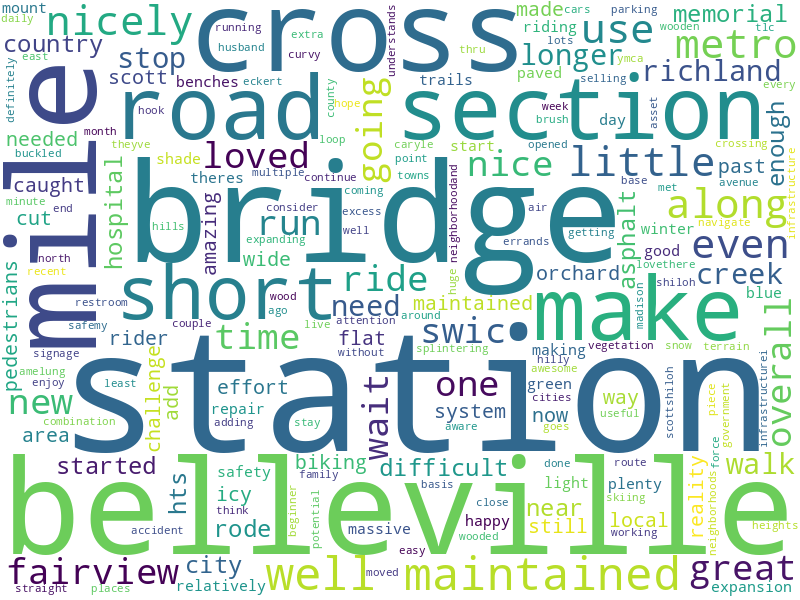 mount
daily
nicely
cross
running
husband
extra
curvy
understands
made
riding
cars
parking
wooden
tlc
memorial
country
east
stop
scott
benches
eckert
hook
thru
use
longer
lots
ymca
metro
richland
selling
every
definitely
mile
road
county
going
trails
paved
section
week
brush
day
asset
enough
infrastructure
needed
buckled
month
theyve
shade
loved
loop
point
start
opened
crossing
caught
theres
multiple
continue
caryle
towns
nice
little
past
avenue
minute
end
cut
hospital
bridge
amazing
run
consider
coming
excess
well
neighborhoodand
air
base
met
along
navigate
north
recent
hills
wide
expanding
errands
getting
even
winter
good
pedestrians
restroom
safemy
signage
short
wood
ago
couple
ride
need
live
attention
without
around
maintained
huge
orchard
asphalt
creek
lovethere
shiloh
madison
blue
make
amelung
enjoy
rider
time
flat
swic
splintering
making
hilly
vegetation
snow
terrain
new
least
combination
area
challenge
add
effort
repair
adding
stay
wait
one
system
aware
awesome
green
cities
goes
now
way
useful
scottshiloh
piece
government
infrastructurei
overall
station
started
hts
safety
icy
think
rode
biking
family
beginner
potential
difficult
basis
massive
close
wooded
happy
done
route
light
near
still
skiing
plenty
local
working
reality
force
neighborhoods
walk
heights
belleville
accident
fairview
straight
places
city
relatively
well
moved
easy
maintained
great
expansion